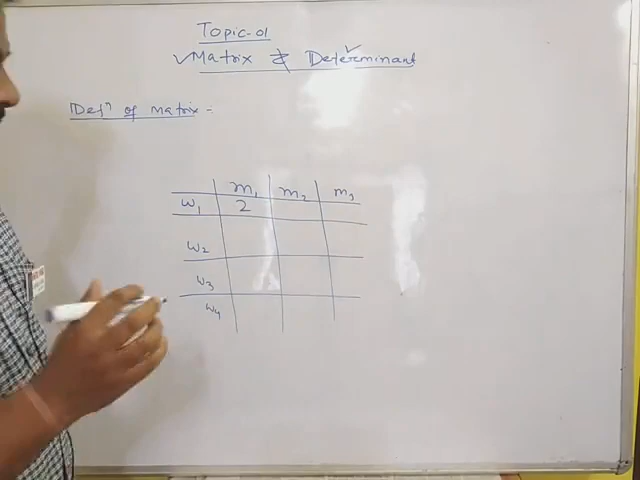 Topic-01
✓Matrix & Determinant
Defn of matrix :-
m1 m2 m3
w1 2
w2
w3
w4